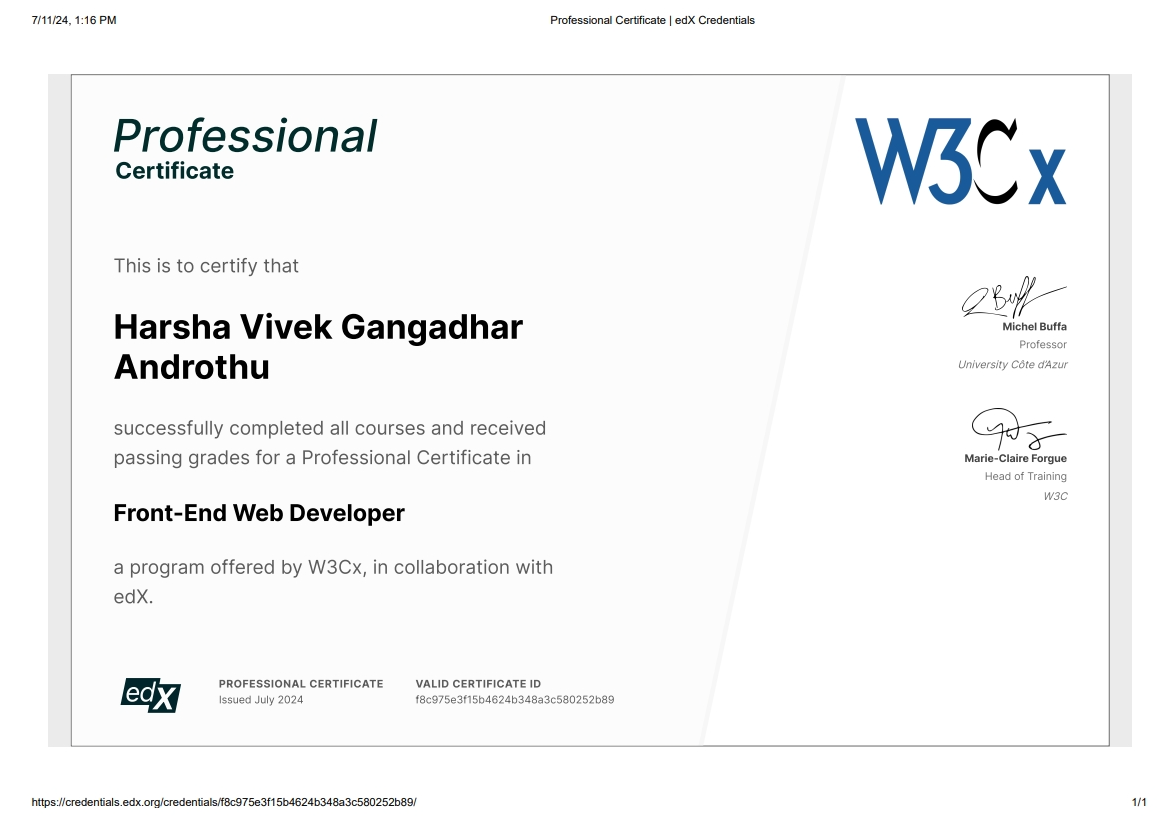 7/11/24, 1:16 PM
Professional Certificate | edX Credentials
Professional
Certificate
W3Cx
This is to certify that
Harsha Vivek Gangadhar
Androthu
successfully completed all courses and received
passing grades for a Professional Certificate in
Front-End Web Developer
a program offered by W3Cx, in collaboration with
edX.
Michel Buffa
Professor
University Côte d'Azur
Marie-Claire Forgue
Head of Training
W3C
edX
PROFESSIONAL CERTIFICATE
Issued July 2024
VALID CERTIFICATE ID
f8c975e3f15b4624b348a3c580252b89
https://credentials.edx.org/credentials/f8c975e3f15b4624b348a3c580252b89/
1/1